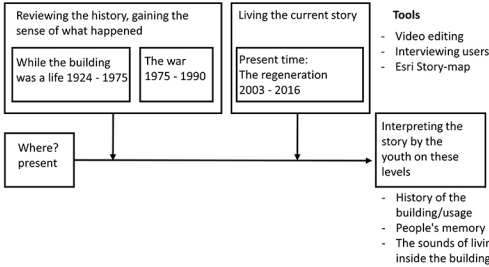 Reviewing the history, gaining the
sense of what happened
While the building
was a life 1924 - 1975
The war
1975 - 1990
Living the current story
Present time:
The regeneration
2003 - 2016
Tools
- Video editing
- Interviewing users
- Esri Story-map
Where?
present
Interpreting the
story by the
youth on these
levels
- History of the
building/usage
- People's memory
- The sounds of livin
inside the building